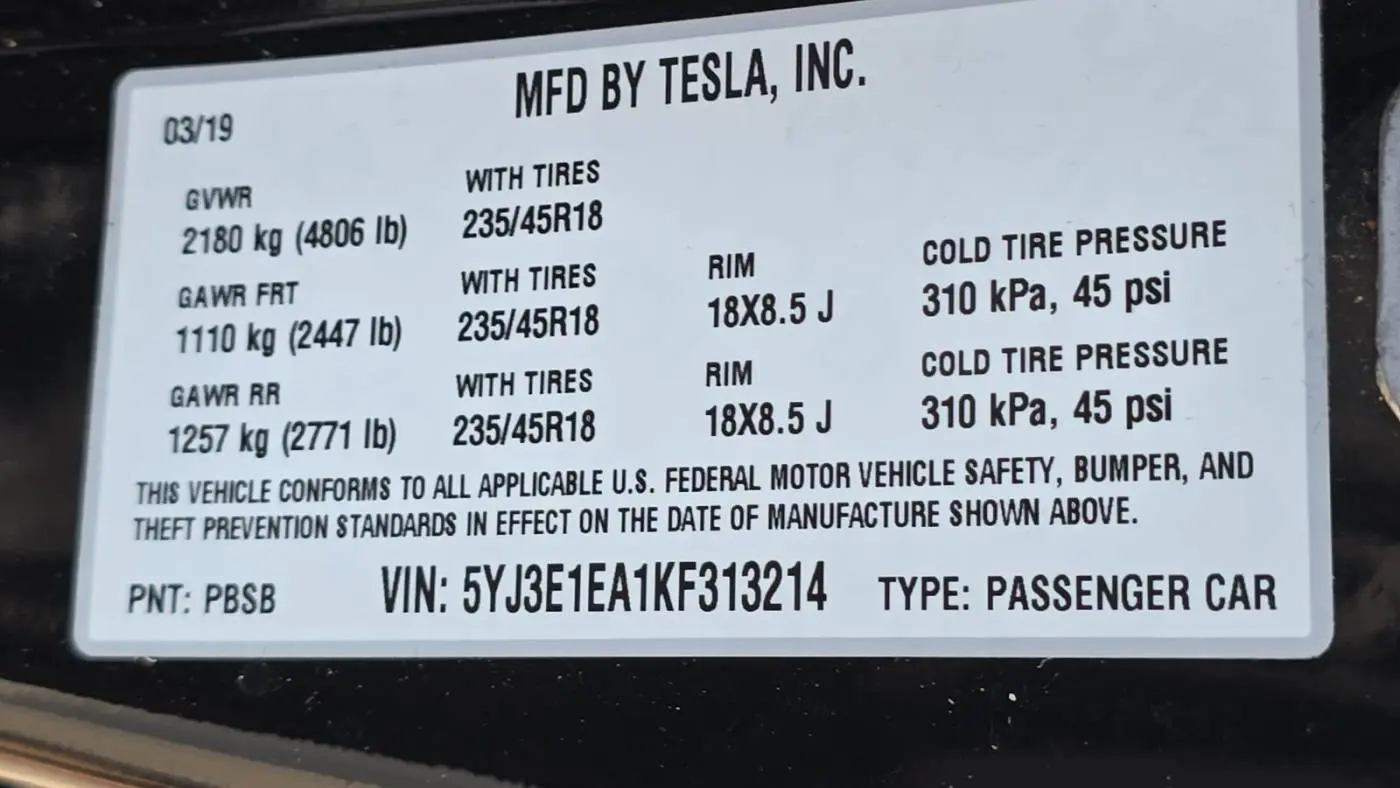 MFD BY TESLA, INC.
03/19
GVWR WITH TIRES
2180 kg (4806 lb) 235/45R18
GAWR FRT WITH TIRES RIM COLD TIRE PRESSURE
1110 kg (2447 lb) 235/45R18 18X8.5 J 310 kPa, 45 psi
GAWR RR WITH TIRES RIM COLD TIRE PRESSURE
1257 kg (2771 lb) 235/45R18 18X8.5 J 310 kPa, 45 psi
THIS VEHICLE CONFORMS TO ALL APPLICABLE U.S. FEDERAL MOTOR VEHICLE SAFETY, BUMPER, AND
THEFT PREVENTION STANDARDS IN EFFECT ON THE DATE OF MANUFACTURE SHOWN ABOVE.
PNT: PBSB VIN: 5YJ3E1EA1KF313214 TYPE: PASSENGER CAR